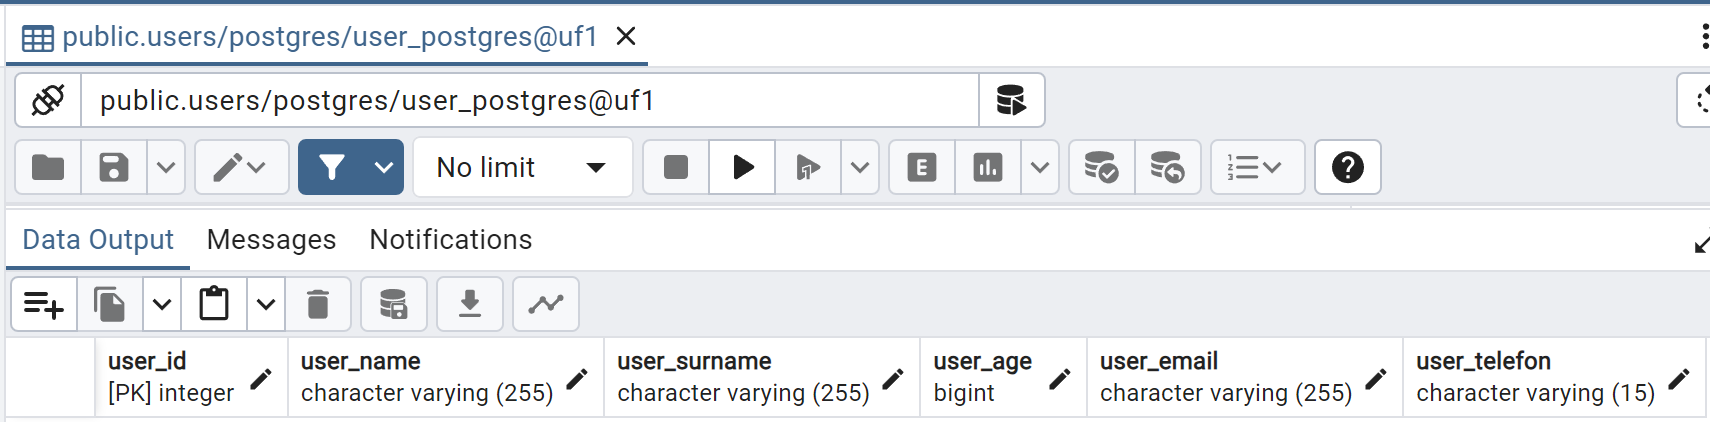 public.users/postgres/user_postgres@uf1
public.users/postgres/user_postgres@uf1
No limit
E
Data Output Messages Notifications
user_id user_name user_surname user_age user_email user_telefon
[PK] integer character varying (255) character varying (255) bigint character varying (255) character varying (15)